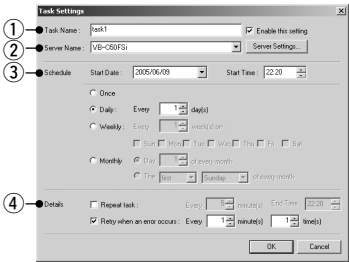 Task Settings
① Task Name : task1 Enable this setting
② Server Name : VB-C50FSi Server Settings...
③ Schedule Start Date : 2005/06/09 Start Time : 22:20
Once
Daily : Every 1 day(s)
Weekly : Every 1 week(s) on
Sun Mon Tue Wed Thu Fri Sat
Monthly Day 1 of every month
The first Sunday of every month
④ Details Repeat task : Every 5 minute(s) End Time : 22:20
Retry when an error occurs : Every 1 minute(s) 1 time(s)
OK Cancel